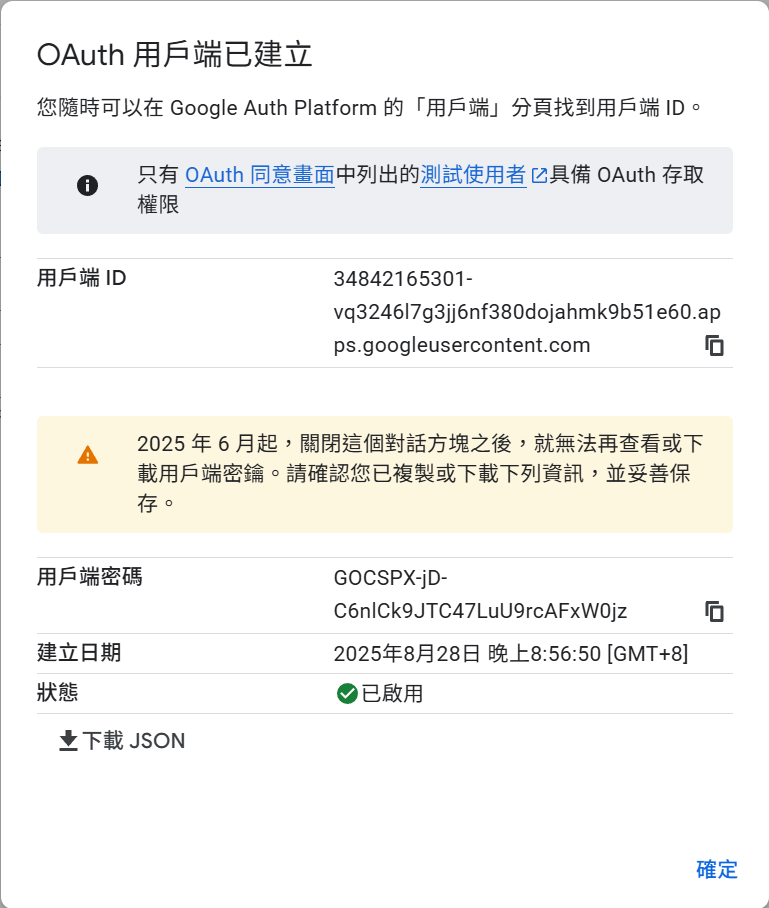 OAuth 用戶端已建立
您隨時可以在 Google Auth Platform 的「用戶端」分頁找到用戶端 ID。
只有 OAuth 同意畫面中列出的測試使用者具備 OAuth 存取
權限
用戶端 ID
34842165301-
vq3246l7g3jj6nf380dojahmk9b51e60.ap
ps.googleusercontent.com
2025 年 6 月起，關閉這個對話方塊之後，就無法再查看或下
載用戶端密鑰。請確認您已複製或下載下列資訊，並妥善保
存。
用戶端密碼
GOCSPX-jD-
C6nlCk9JTC47LuU9rcAFxW0jz
建立日期
2025年8月28日 晚上8:56:50 [GMT+8]
狀態
已啟用
下載 JSON
確定